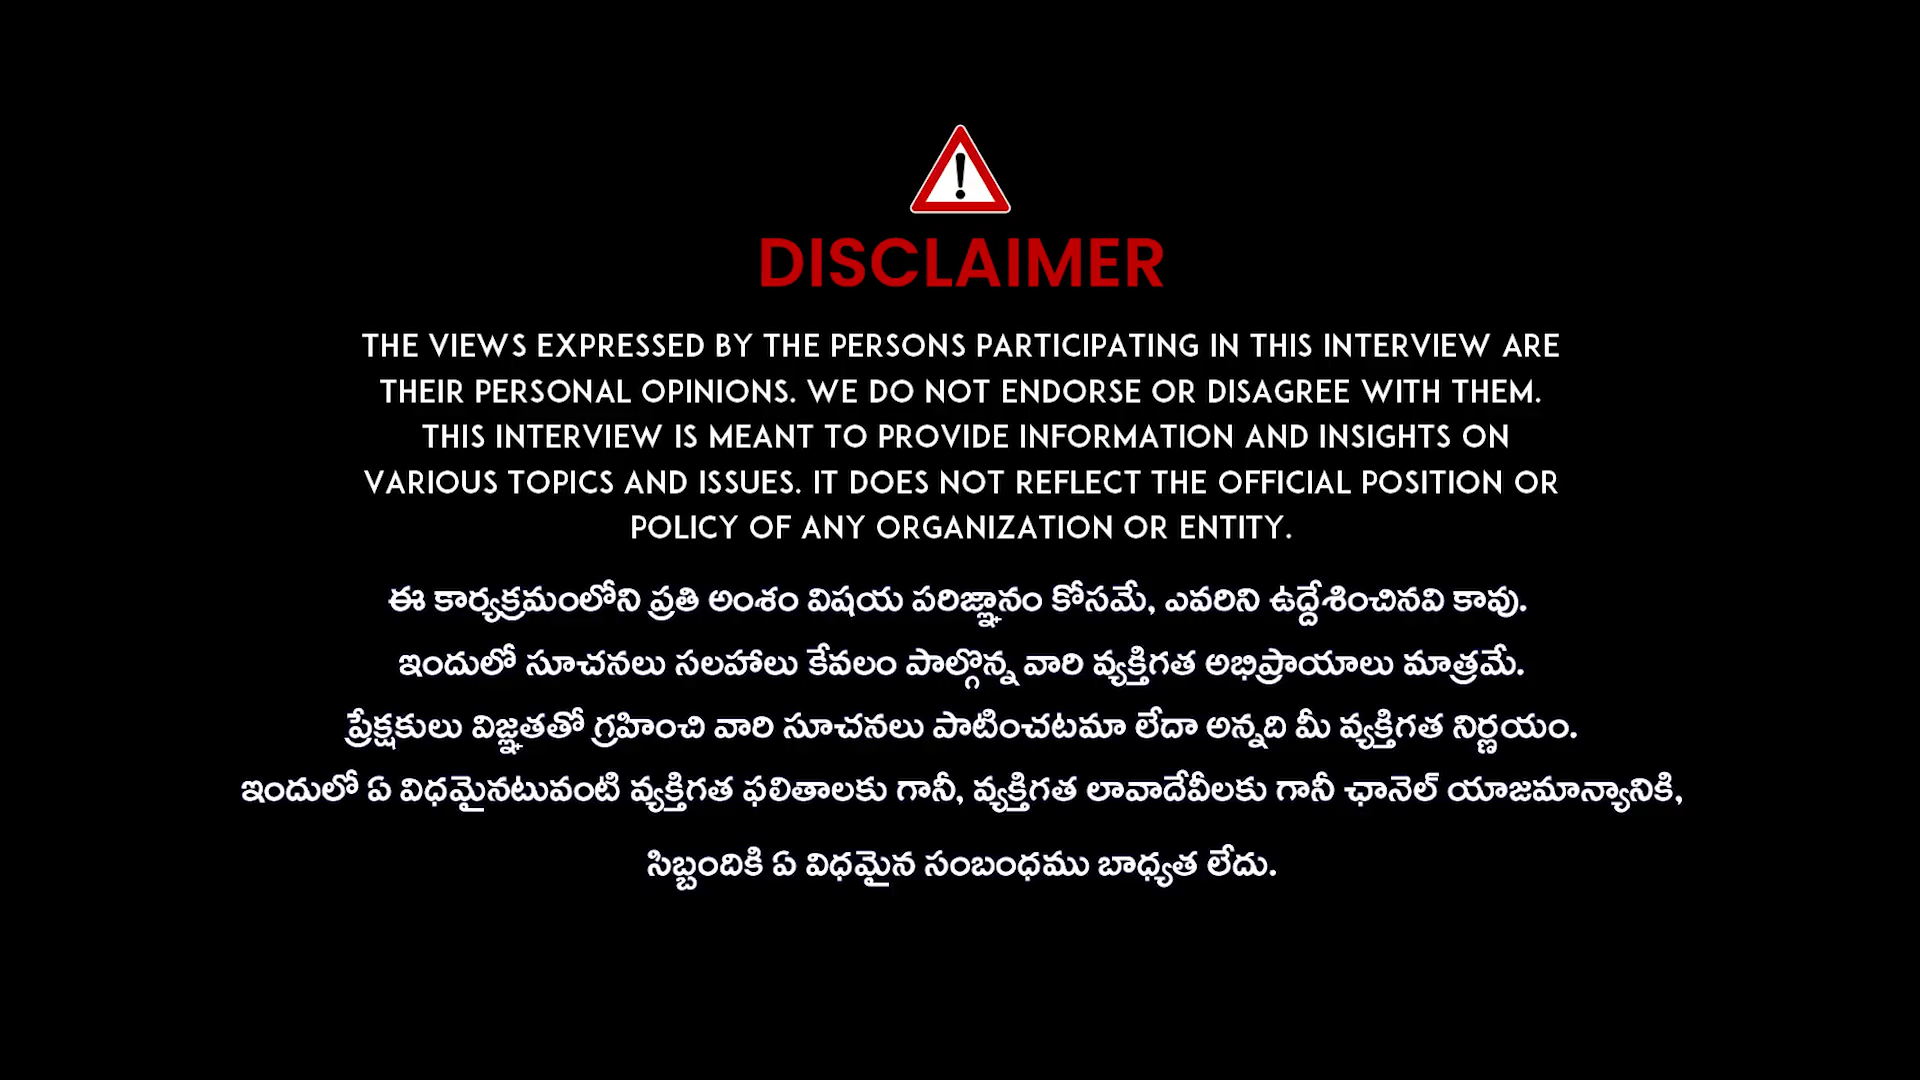 DISCLAIMER
THE VIEWS EXPRESSED BY THE PERSONS PARTICIPATING IN THIS INTERVIEW ARE
THEIR PERSONAL OPINIONS. WE DO NOT ENDORSE OR DISAGREE WITH THEM.
THIS INTERVIEW IS MEANT TO PROVIDE INFORMATION AND INSIGHTS ON
VARIOUS TOPICS AND ISSUES. IT DOES NOT REFLECT THE OFFICIAL POSITION OR
POLICY OF ANY ORGANIZATION OR ENTITY.
ఈ కార్యక్రమంలోని ప్రతి అంశం విషయ పరిజ్ఞానం కోసమే, ఎవరిని ఉద్దేశించినవి కావు.
ఇందులో సూచనలు సలహాలు కేవలం పాల్గొన్న వారి వ్యక్తిగత అభిప్రాయాలు మాత్రమే.
ప్రేక్షకులు విజ్ఞతతో గ్రహించి వారి సూచనలు పాటించటమా లేదా అన్నది మీ వ్యక్తిగత నిర్ణయం.
ఇందులో ఏ విధమైనటువంటి వ్యక్తిగత ఫలితాలకు గానీ, వ్యక్తిగత లావాదేవీలకు గానీ ఛానెల్ యాజమాన్యానికి,
సిబ్బందికి ఏ విధమైన సంబంధము బాధ్యత లేదు.